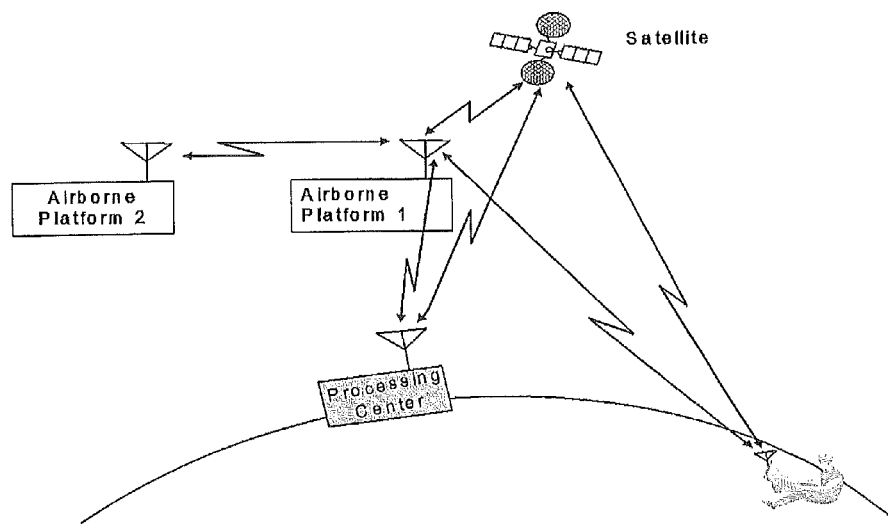 Satellite
Airborne
Platform 2
Airborne
Platform 1
Processing
Center